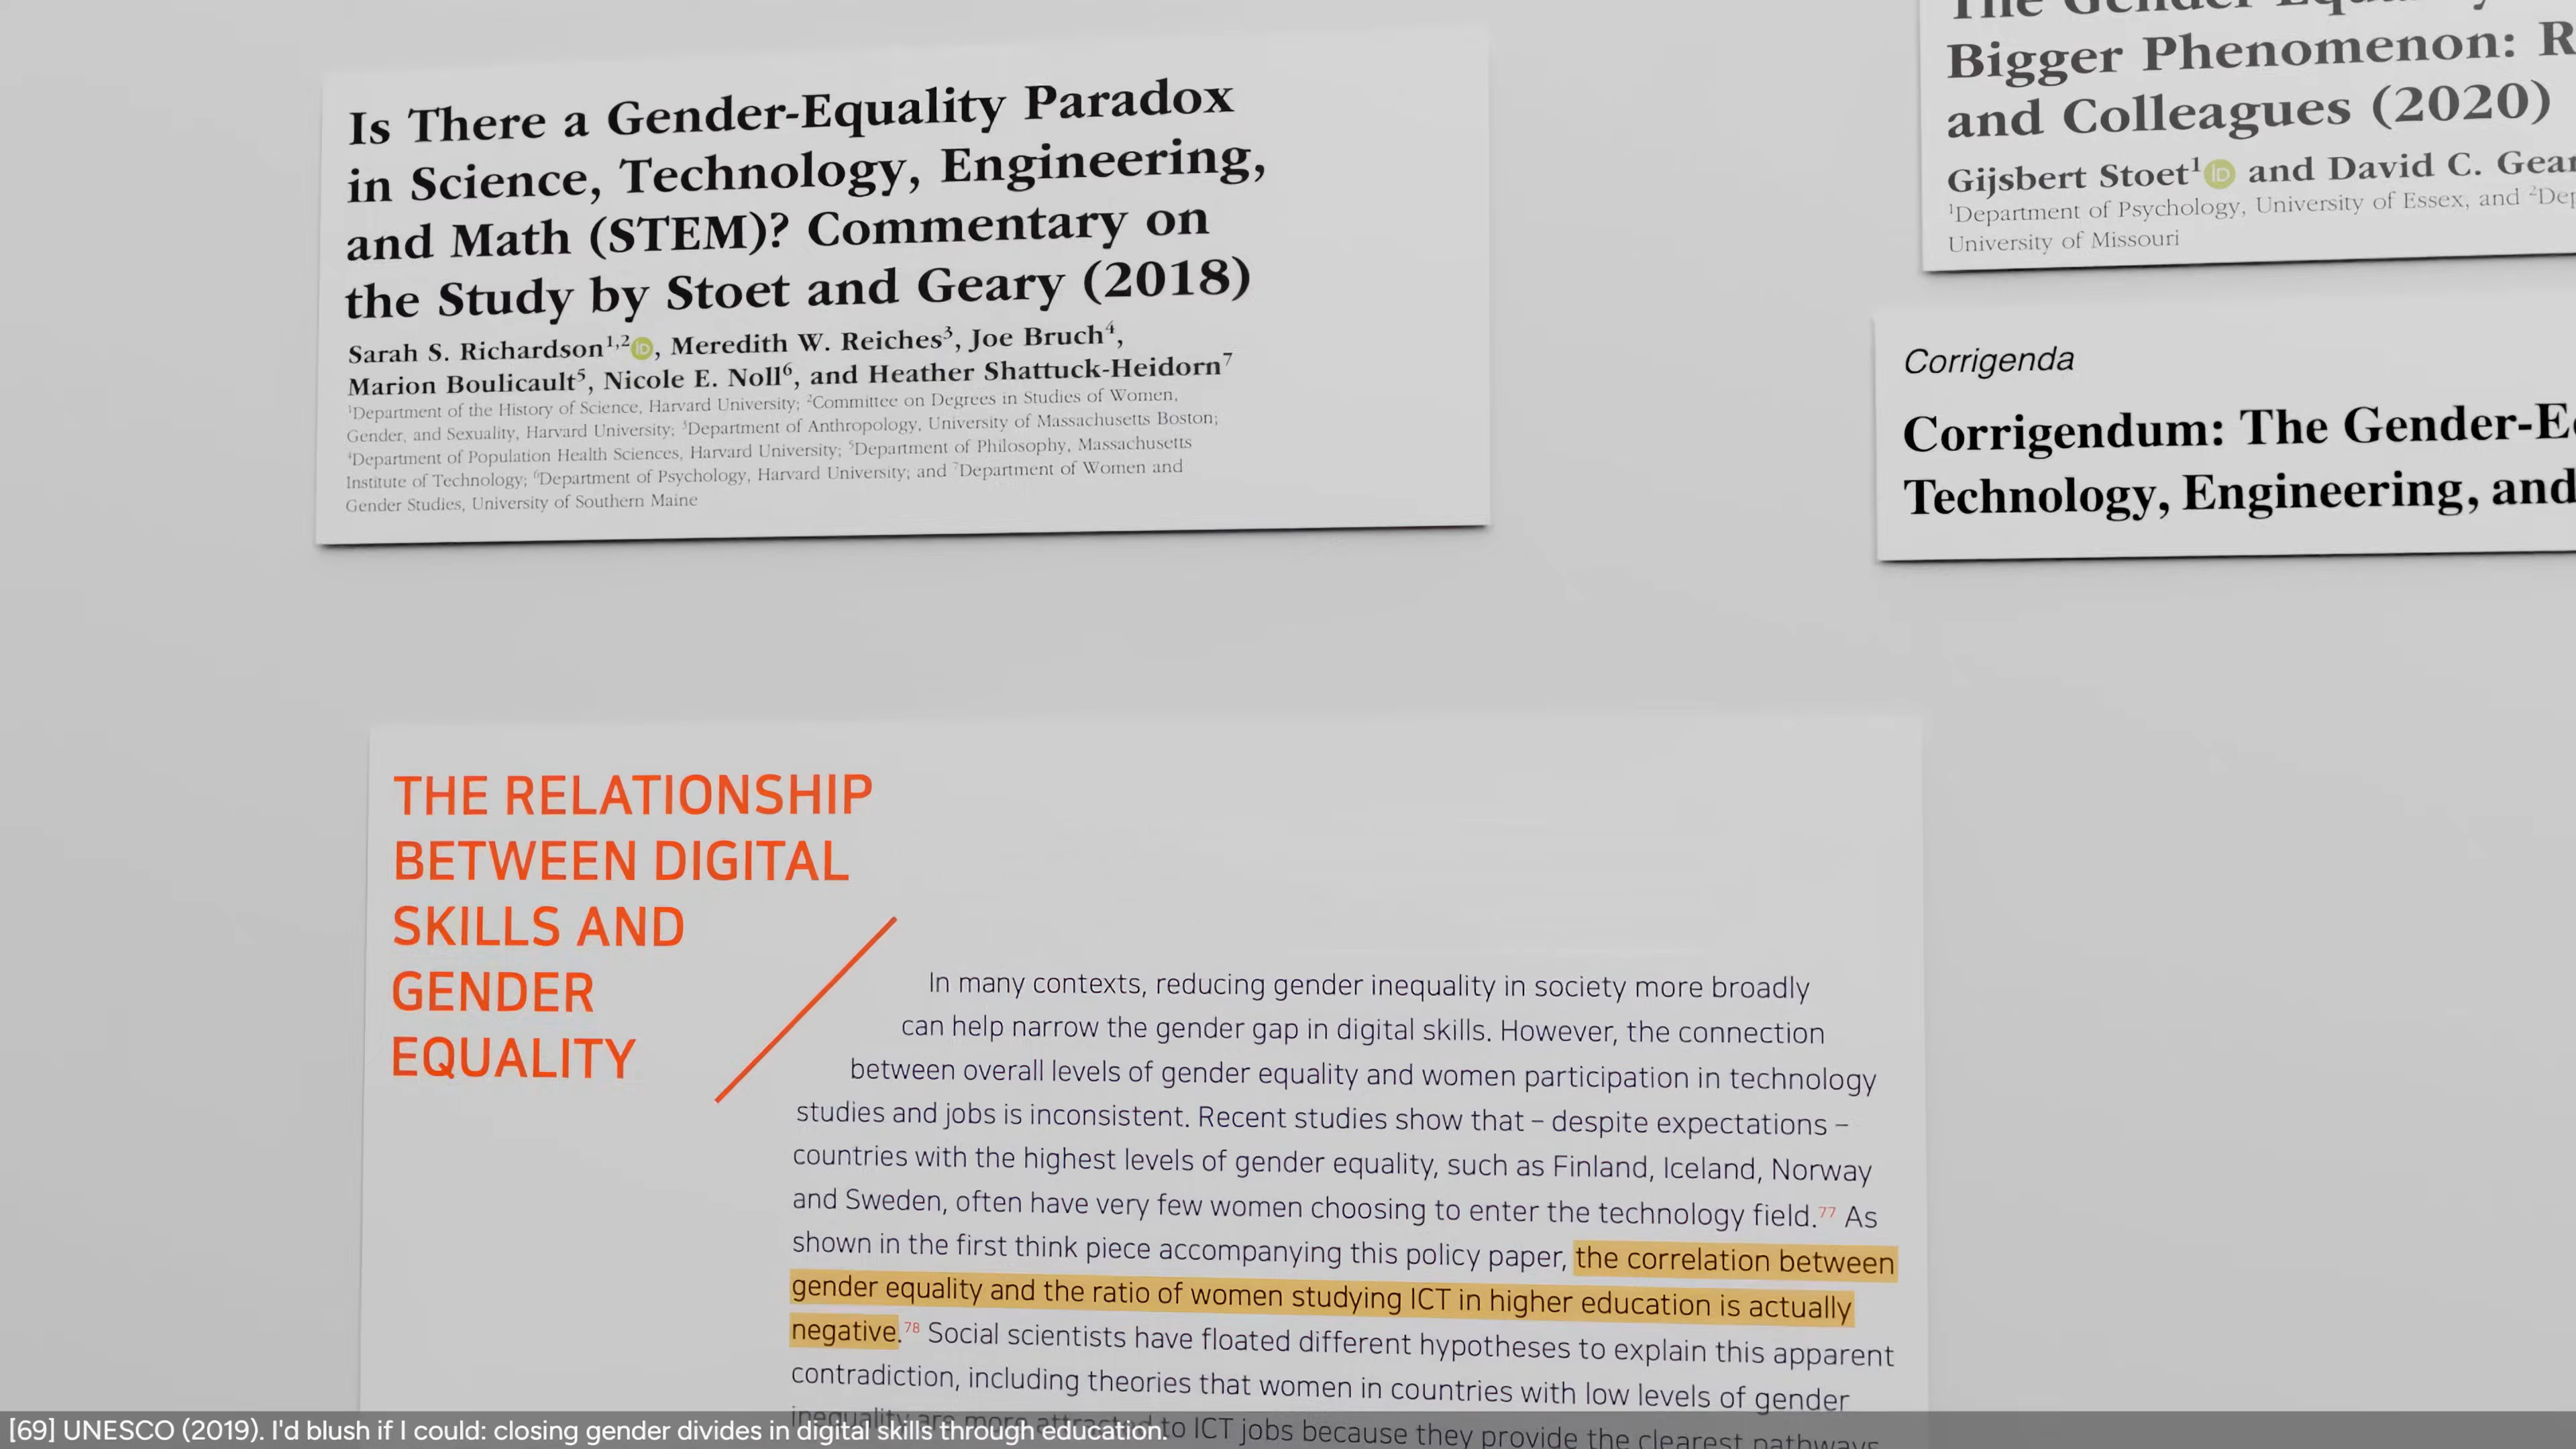 Is There a Gender-Equality Paradox
in Science, Technology, Engineering,
and Math (STEM)? Commentary on
the Study by Stoet and Geary (2018)
Sarah S. Richardson1,2 iD, Meredith W. Reiches3, Joe Bruch4,
Marion Boulicault5, Nicole E. Noll6, and Heather Shattuck-Heidorn7
1Department of the History of Science, Harvard University; 2Committee on Degrees in Studies of Women,
Gender, and Sexuality, Harvard University; 3Department of Anthropology, University of Massachusetts Boston;
4Department of Population Health Sciences, Harvard University; 5Department of Philosophy, Massachusetts
Institute of Technology; 6Department of Psychology, Harvard University; and 7Department of Women and
Gender Studies, University of Southern Maine
Bigger Phenomenon: R
and Colleagues (2020)
Gijsbert Stoet1 iD and David C. Gear
1Department of Psychology, University of Essex, and 2Dep
University of Missouri
Corrigenda
Corrigendum: The Gender-E
Technology, Engineering, and
THE RELATIONSHIP
BETWEEN DIGITAL
SKILLS AND
GENDER
EQUALITY
In many contexts, reducing gender inequality in society more broadly
can help narrow the gender gap in digital skills. However, the connection
between overall levels of gender equality and women participation in technology
studies and jobs is inconsistent. Recent studies show that – despite expectations –
countries with the highest levels of gender equality, such as Finland, Iceland, Norway
and Sweden, often have very few women choosing to enter the technology field.77 As
shown in the first think piece accompanying this policy paper, the correlation between
gender equality and the ratio of women studying ICT in higher education is actually
negative.78 Social scientists have floated different hypotheses to explain this apparent
contradiction, including theories that women in countries with low levels of gender
inequality are more attracted to ICT jobs because they provide the clearest pathways
[69] UNESCO (2019). I'd blush if I could: closing gender divides in digital skills through education.